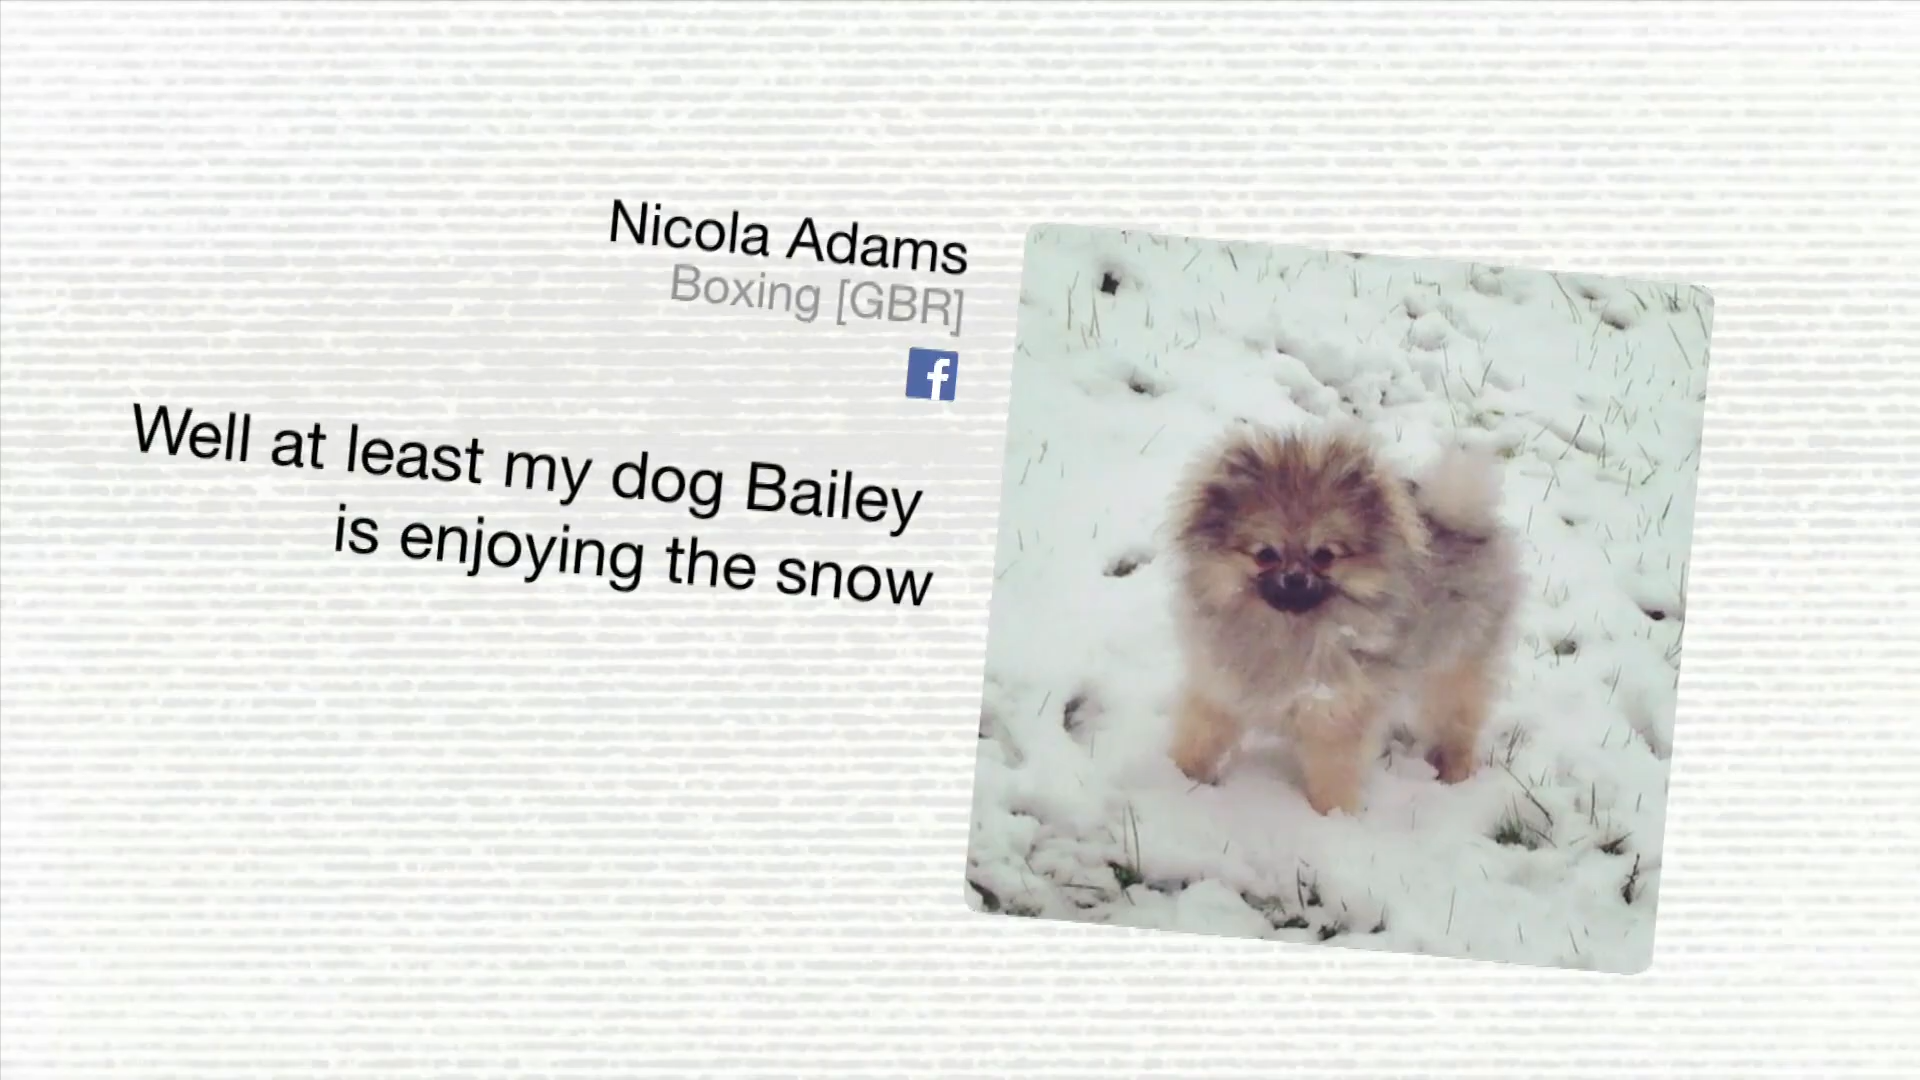 Nicola Adams
Boxing [GBR]
f
Well at least my dog Bailey
is enjoying the snow